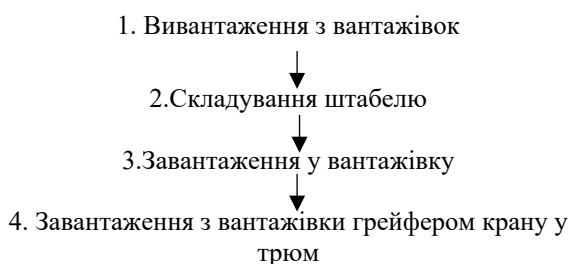 1. Вивантаження з вантажівок
2.Складування штабелю
3.Завантаження у вантажівку
4. Завантаження з вантажівки грейфером крану у
трюм